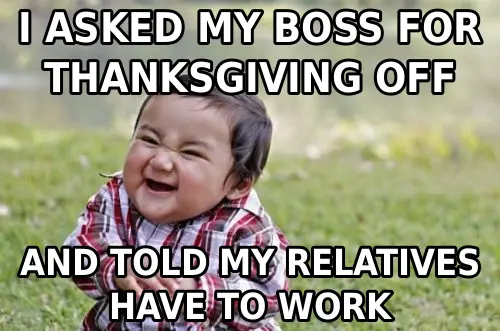 I ASKED MY BOSS FOR
THANKSGIVING OFF
AND TOLD MY RELATIVES
HAVE TO WORK